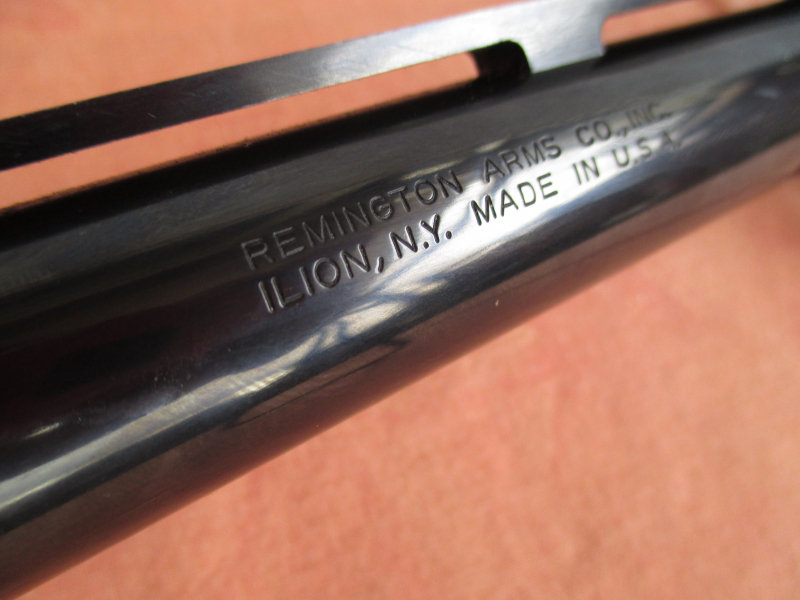 REMINGTON ARMS CO., INC.
ILION, N.Y. MADE IN U.S.A.